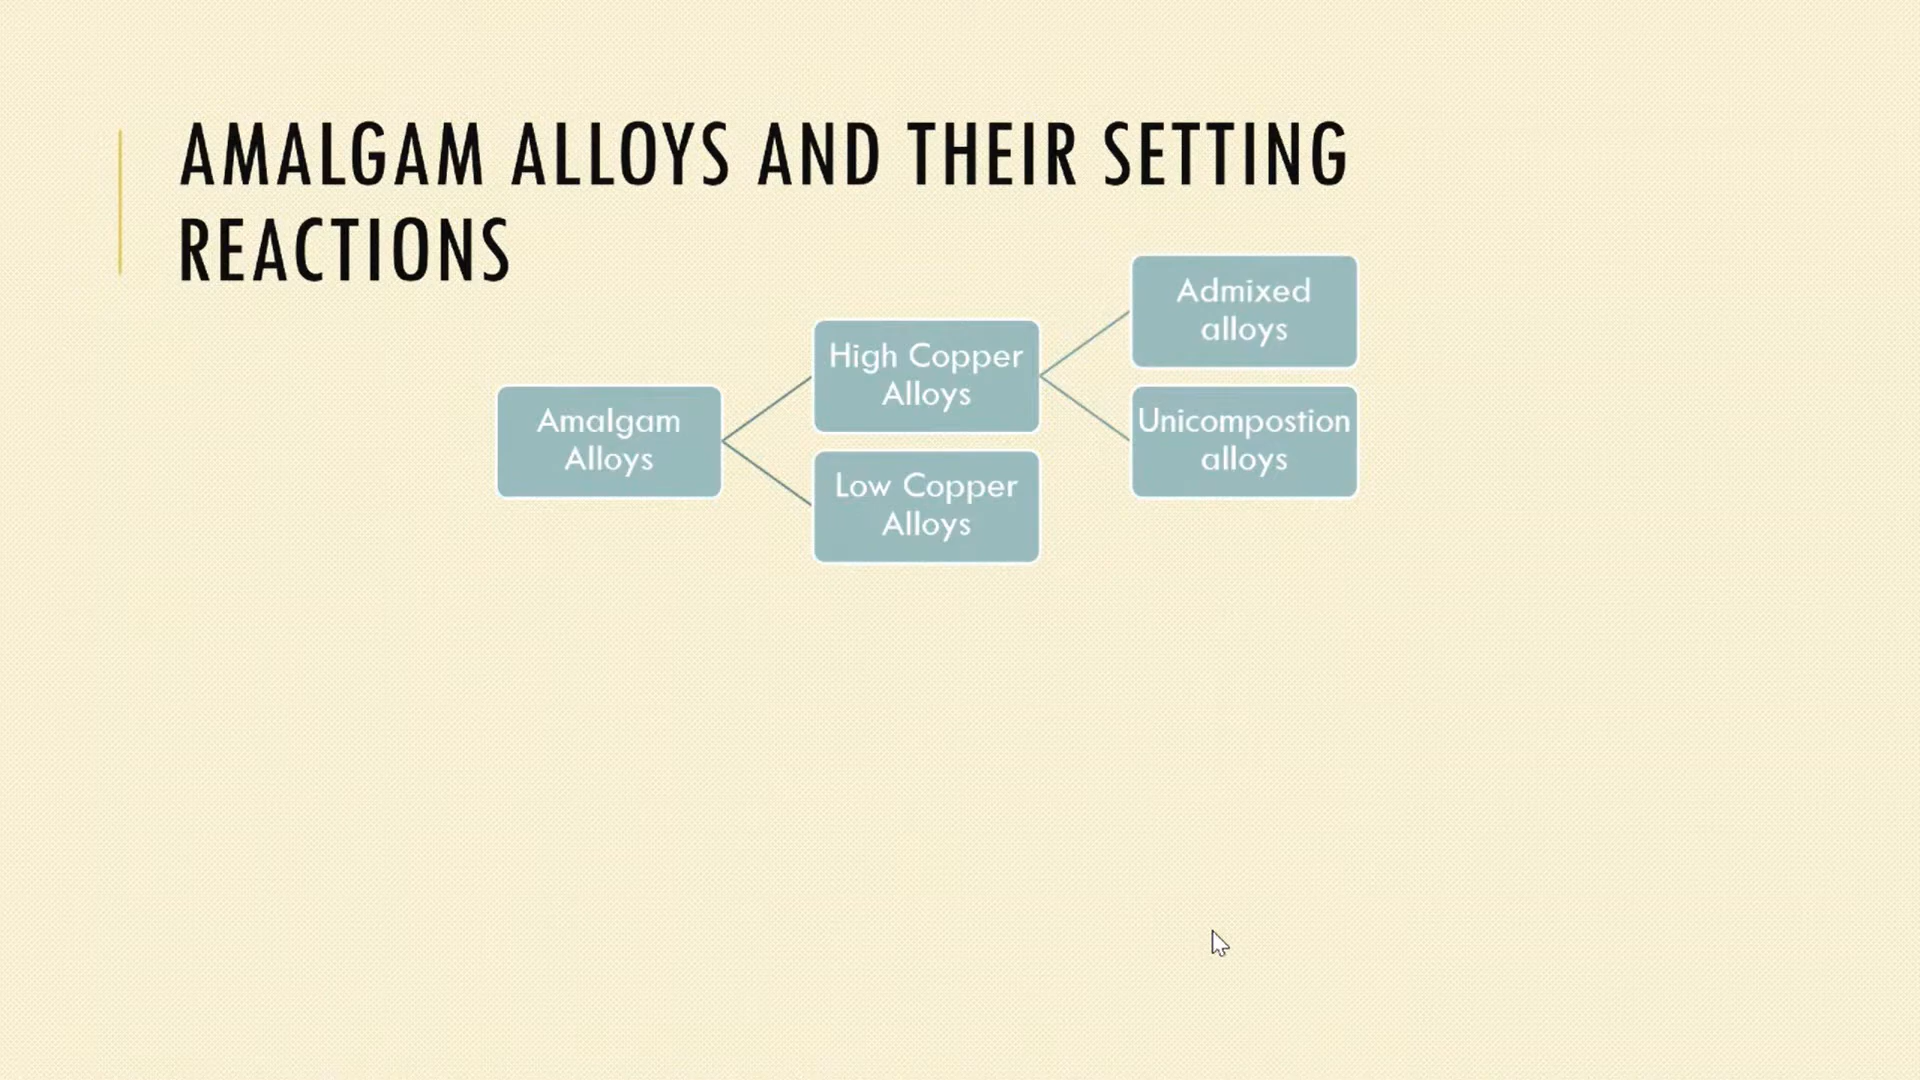 AMALGAM ALLOYS AND THEIR SETTING
REACTIONS
Amalgam
Alloys
High Copper
Alloys
Low Copper
Alloys
Admixed
alloys
Unicompostion
alloys